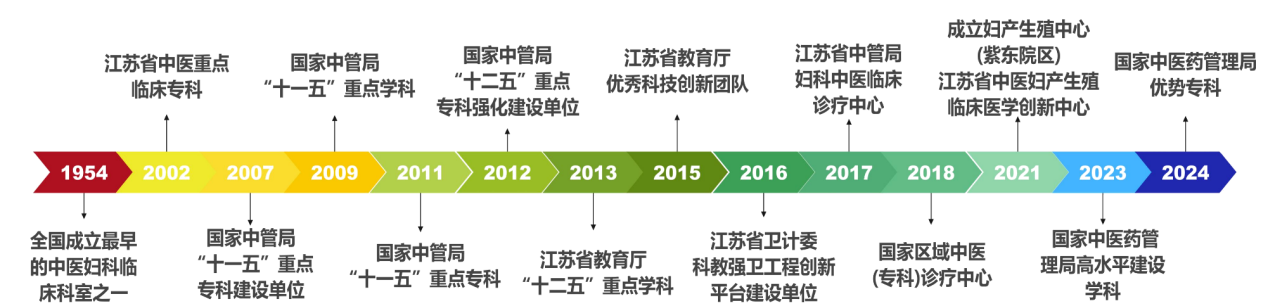 江苏省中医重点
临床专科
国家中管局
“十一五”重点学科
国家中管局
“十二五”重点
专科强化建设单位
江苏省教育厅
优秀科技创新团队
江苏省中管局
妇科中医临床
诊疗中心
成立妇产生殖中心
(紫东院区)
江苏省中医妇产生殖
临床医学创新中心
国家中医药管理局
优势专科
1954 2002 2007 2009 2011 2012 2013 2015 2016 2017 2018 2021 2023 2024
全国成立最早
的中医妇科临
床科室之一
国家中管局
“十一五”重点
专科建设单位
国家中管局
“十一五”重点专科
江苏省教育厅
“十二五”重点学科
江苏省卫计委
科教强卫工程创新
平台建设单位
国家区域中医
(专科)诊疗中心
国家中医药管
理局高水平建设
学科